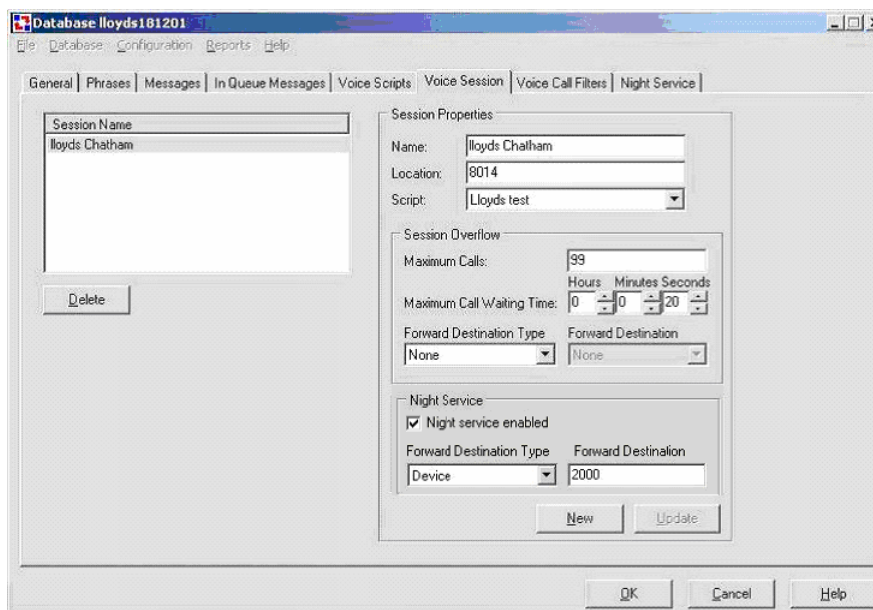 Database lloyds181201
File Database Configuration Reports Help
General Phrases Messages In Queue Messages Voice Scripts Voice Session Voice Call Filters Night Service
Session Name
lloyds Chatham
Delete
Session Properties
Name: lloyds Chatham
Location: 8014
Script: Lloyds test
Session Overflow
Maximum Calls: 99
Hours Minutes Seconds
Maximum Call Waiting Time: 0 0 20
Forward Destination Type Forward Destination
None None
Night Service
Night service enabled
Forward Destination Type Forward Destination
Device 2000
New Update
OK Cancel Help